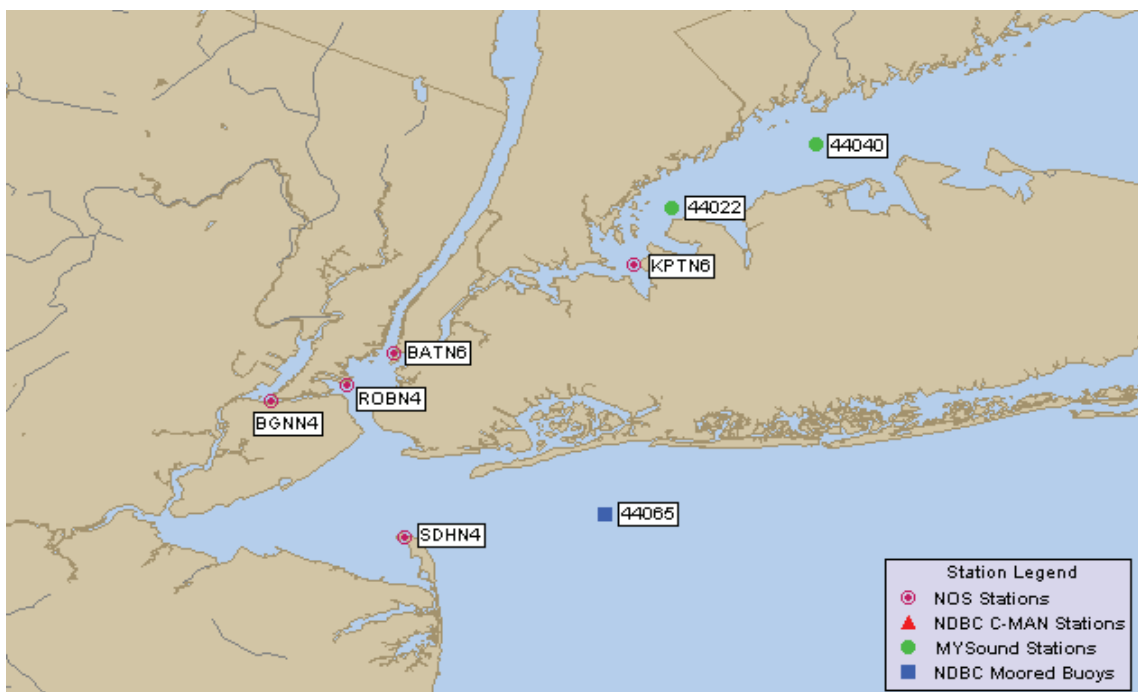 44040
44022
KPTN6
BATN6
ROBN4
BGNN4
44065
SDHN4
Station Legend
NOS Stations
NDBC C-MAN Stations
MYSound Stations
NDBC Moored Buoys